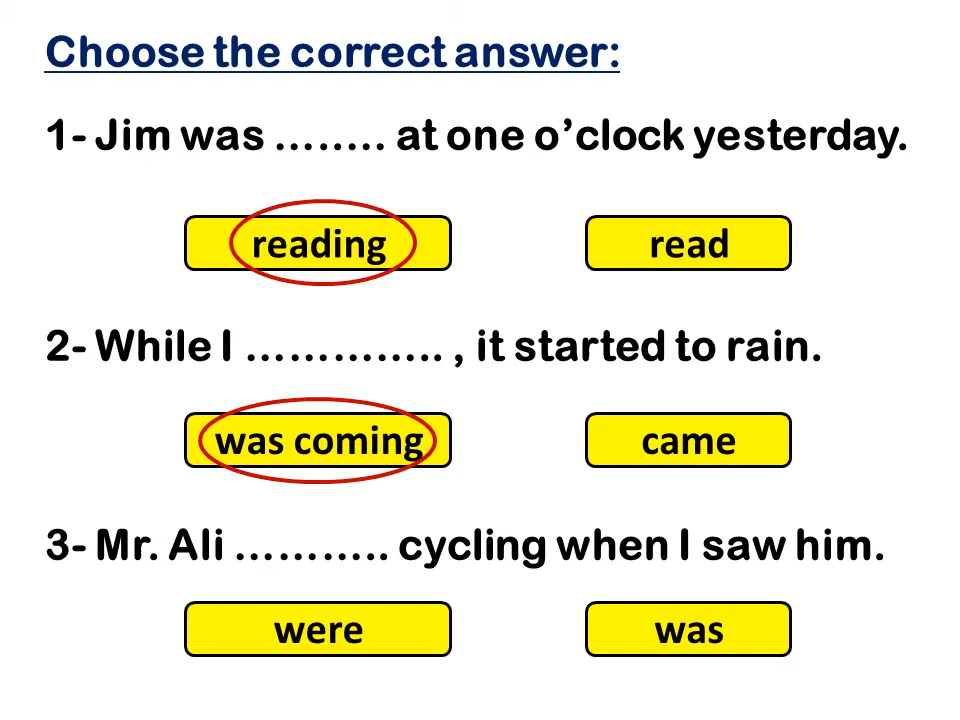 Choose the correct answer:
1- Jim was …….. at one o’clock yesterday.
reading read
2- While I ………….. , it started to rain.
was coming came
3- Mr. Ali ……….. cycling when I saw him.
were was